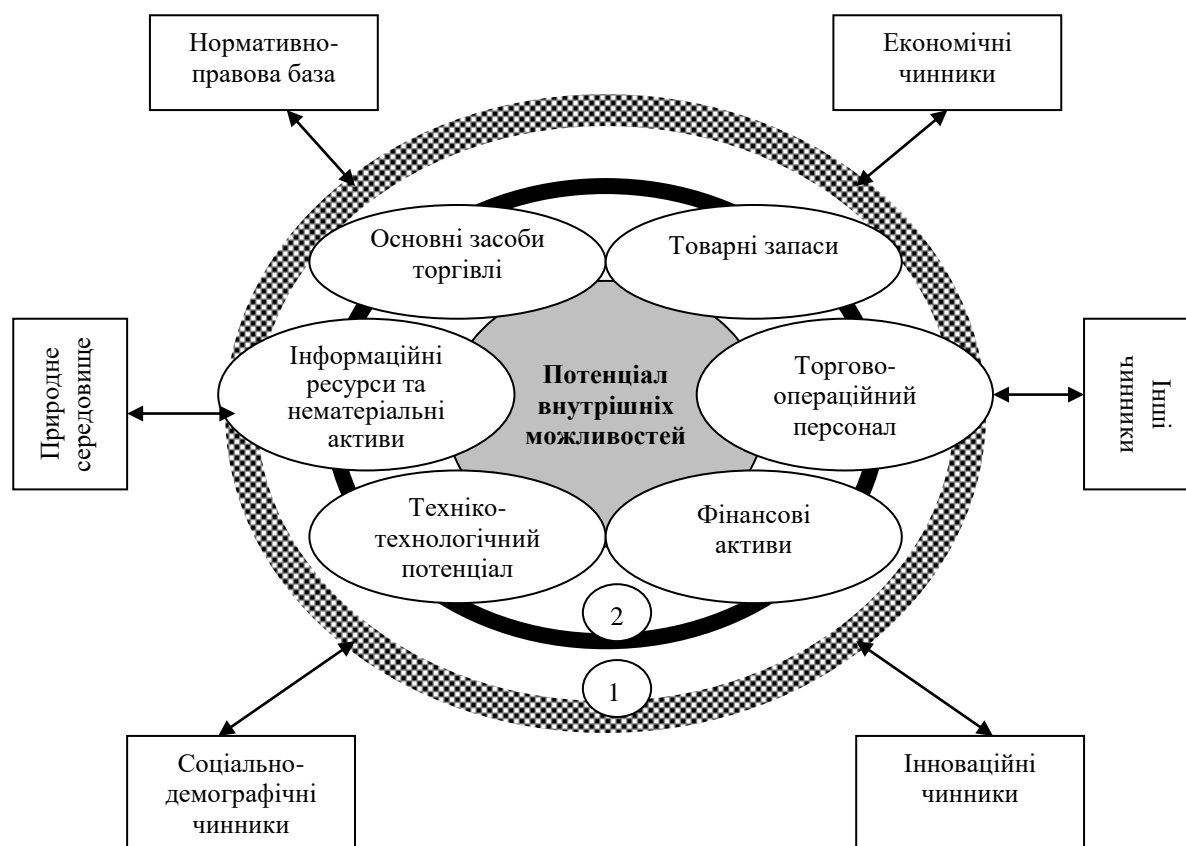 Нормативно-
правова база
Економічні
чинники
Основні засоби
торгівлі
Товарні запаси
Природне
середовище
Інформаційні
ресурси та
нематеріальні
активи
Потенціал
внутрішніх
можливостей
Торгово-
операційний
персонал
Інші
чинники
Техніко-
технологічний
потенціал
Фінансові
активи
2
1
Соціально-
демографічні
чинники
Інноваційні
чинники